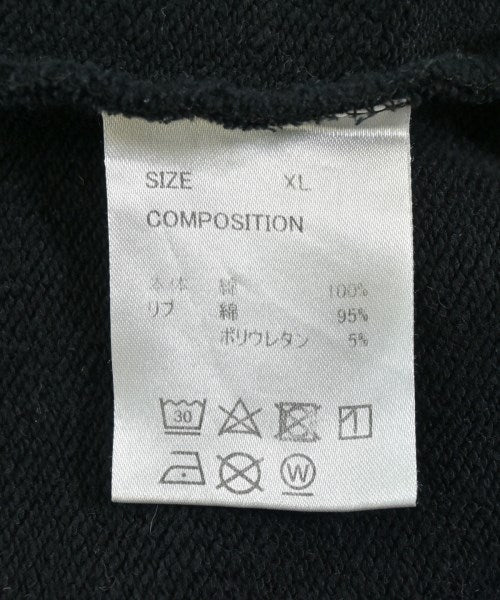 SIZE XL
COMPOSITION
本体 綿 100%
リブ 綿 95%
ポリウレタン 5%
30
W